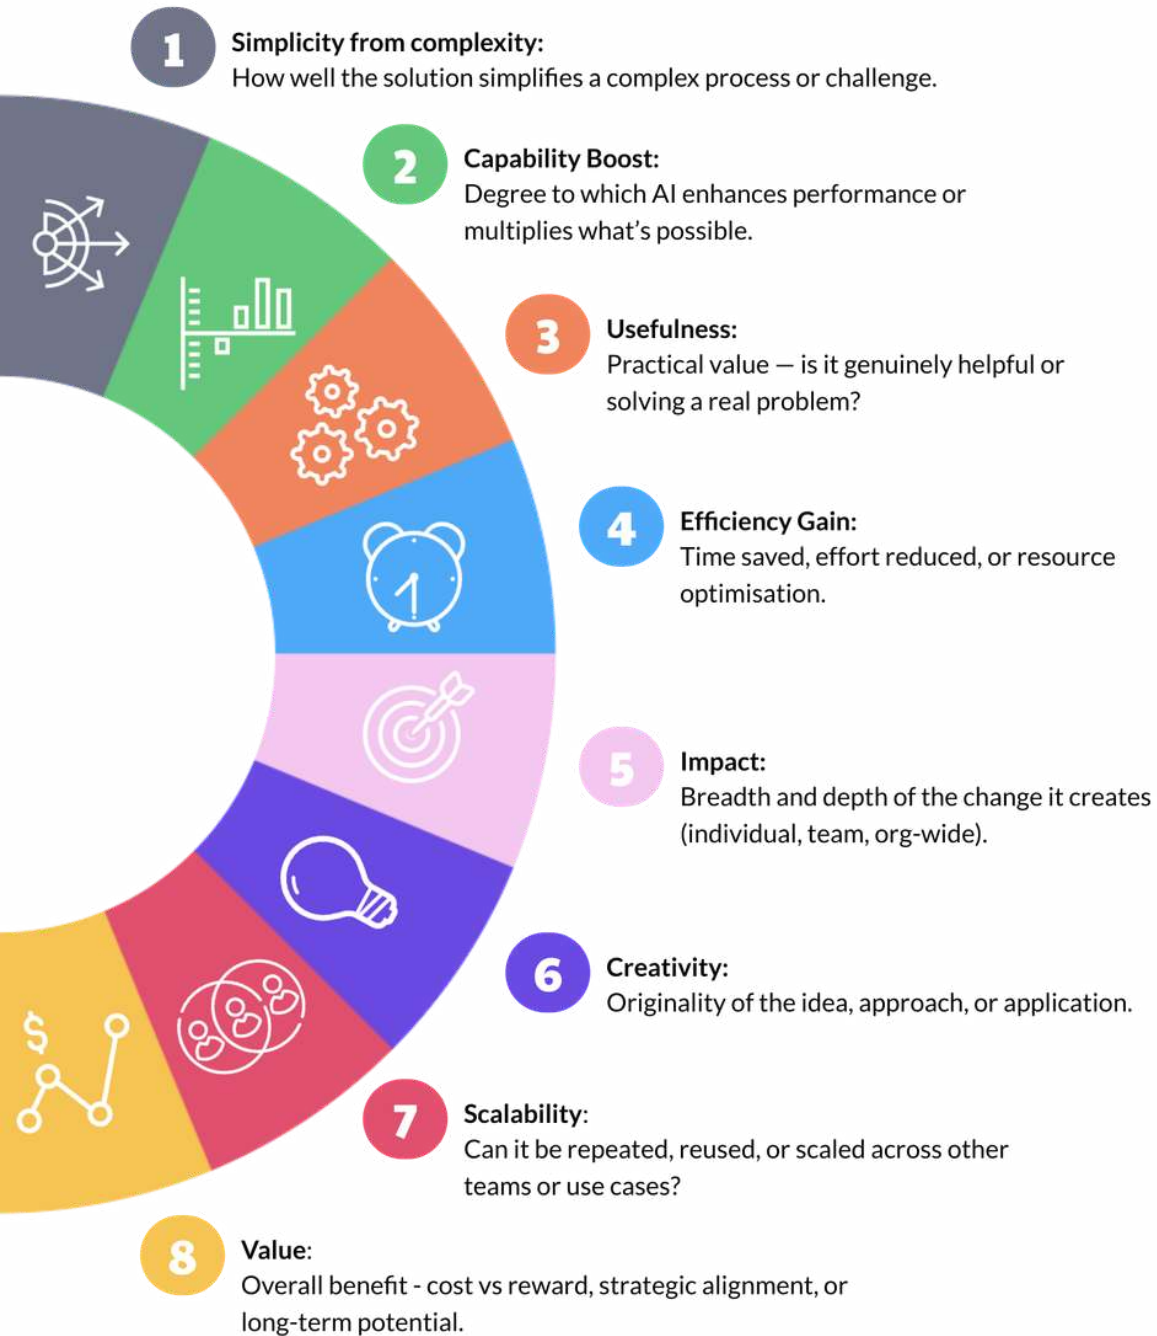 1
Simplicity from complexity:
How well the solution simplifies a complex process or challenge.
2
Capability Boost:
Degree to which AI enhances performance or
multiplies what’s possible.
3
Usefulness:
Practical value — is it genuinely helpful or
solving a real problem?
4
Efficiency Gain:
Time saved, effort reduced, or resource
optimisation.
5
Impact:
Breadth and depth of the change it creates
(individual, team, org-wide).
6
Creativity:
Originality of the idea, approach, or application.
$
7
Scalability:
Can it be repeated, reused, or scaled across other
teams or use cases?
8
Value:
Overall benefit - cost vs reward, strategic alignment, or
long-term potential.